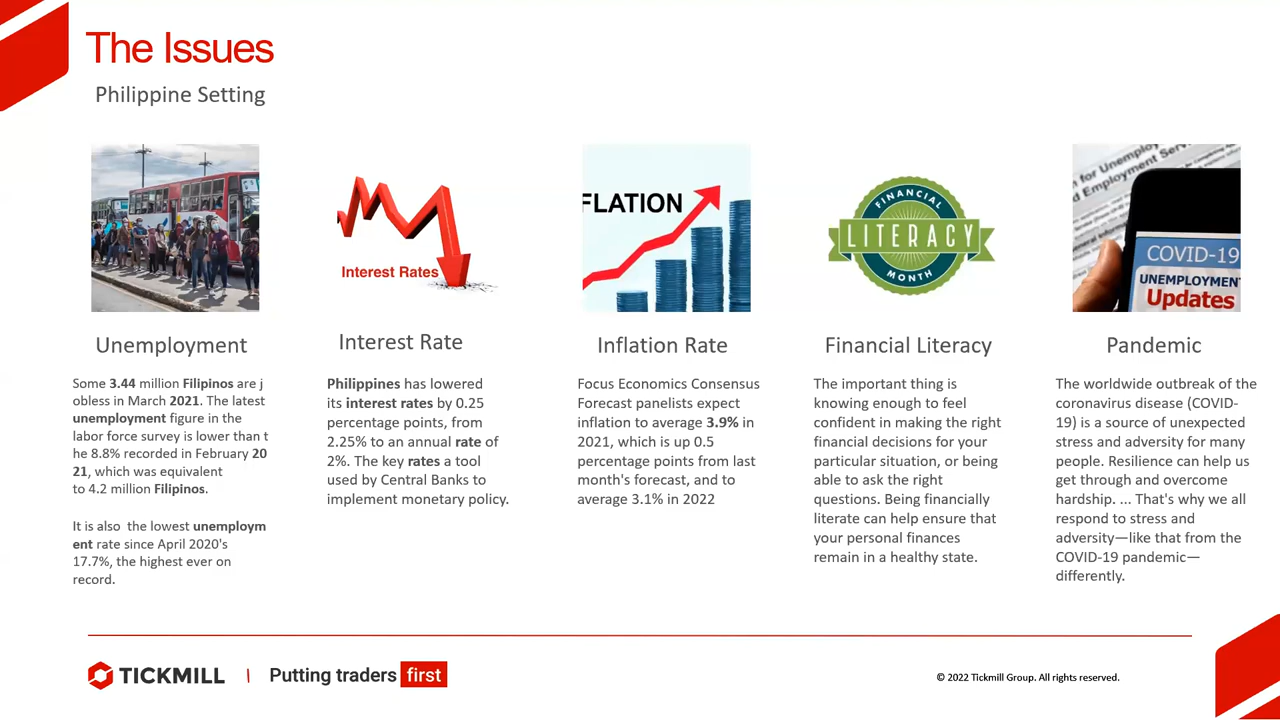 The Issues
Philippine Setting
Interest Rates
FLATION
FINANCIAL
LITERACY
MONTH
COVID-19
UNEMPLOYMENT
Updates
Unemployment
Some 3.44 million Filipinos are j
obless in March 2021. The latest
unemployment figure in the
labor force survey is lower than t
he 8.8% recorded in February 20
21, which was equivalent
to 4.2 million Filipinos.
It is also the lowest unemploym
ent rate since April 2020's
17.7%, the highest ever on
record.
Interest Rate
Philippines has lowered
its interest rates by 0.25
percentage points, from
2.25% to an annual rate of
2%. The key rates a tool
used by Central Banks to
implement monetary policy.
Inflation Rate
Focus Economics Consensus
Forecast panelists expect
inflation to average 3.9% in
2021, which is up 0.5
percentage points from last
month's forecast, and to
average 3.1% in 2022
Financial Literacy
The important thing is
knowing enough to feel
confident in making the right
financial decisions for your
particular situation, or being
able to ask the right
questions. Being financially
literate can help ensure that
your personal finances
remain in a healthy state.
Pandemic
The worldwide outbreak of the
coronavirus disease (COVID-
19) is a source of unexpected
stress and adversity for many
people. Resilience can help us
get through and overcome
hardship. ... That's why we all
respond to stress and
adversity—like that from the
COVID-19 pandemic—
differently.
TICKMILL | Putting traders first
© 2022 Tickmill Group. All rights reserved.